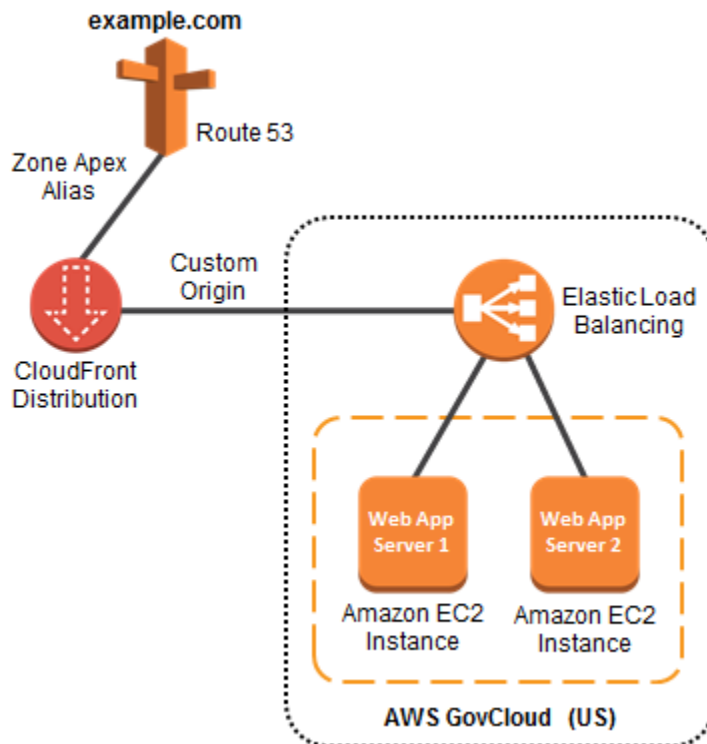 example.com
Route 53
Zone Apex
Alias
Custom
Origin
Elastic Load
Balancing
CloudFront
Distribution
Web App
Server 1
Web App
Server 2
Amazon EC2
Instance
Amazon EC2
Instance
AWS GovCloud (US)